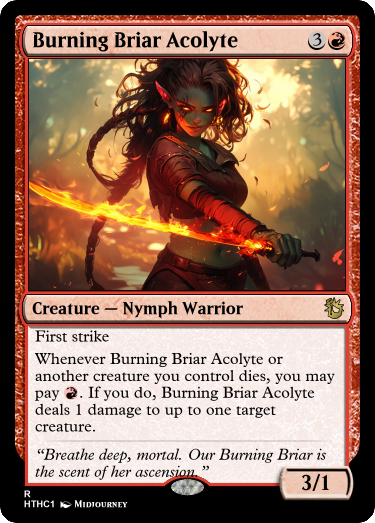 Burning Briar Acolyte 3
Creature — Nymph Warrior
First strike
Whenever Burning Briar Acolyte or
another creature you control dies, you may
pay . If you do, Burning Briar Acolyte
deals 1 damage to up to one target
creature.
“Breathe deep, mortal. Our Burning Briar is
the scent of her ascension.”
3/1
R
HTHC1 Midjourney